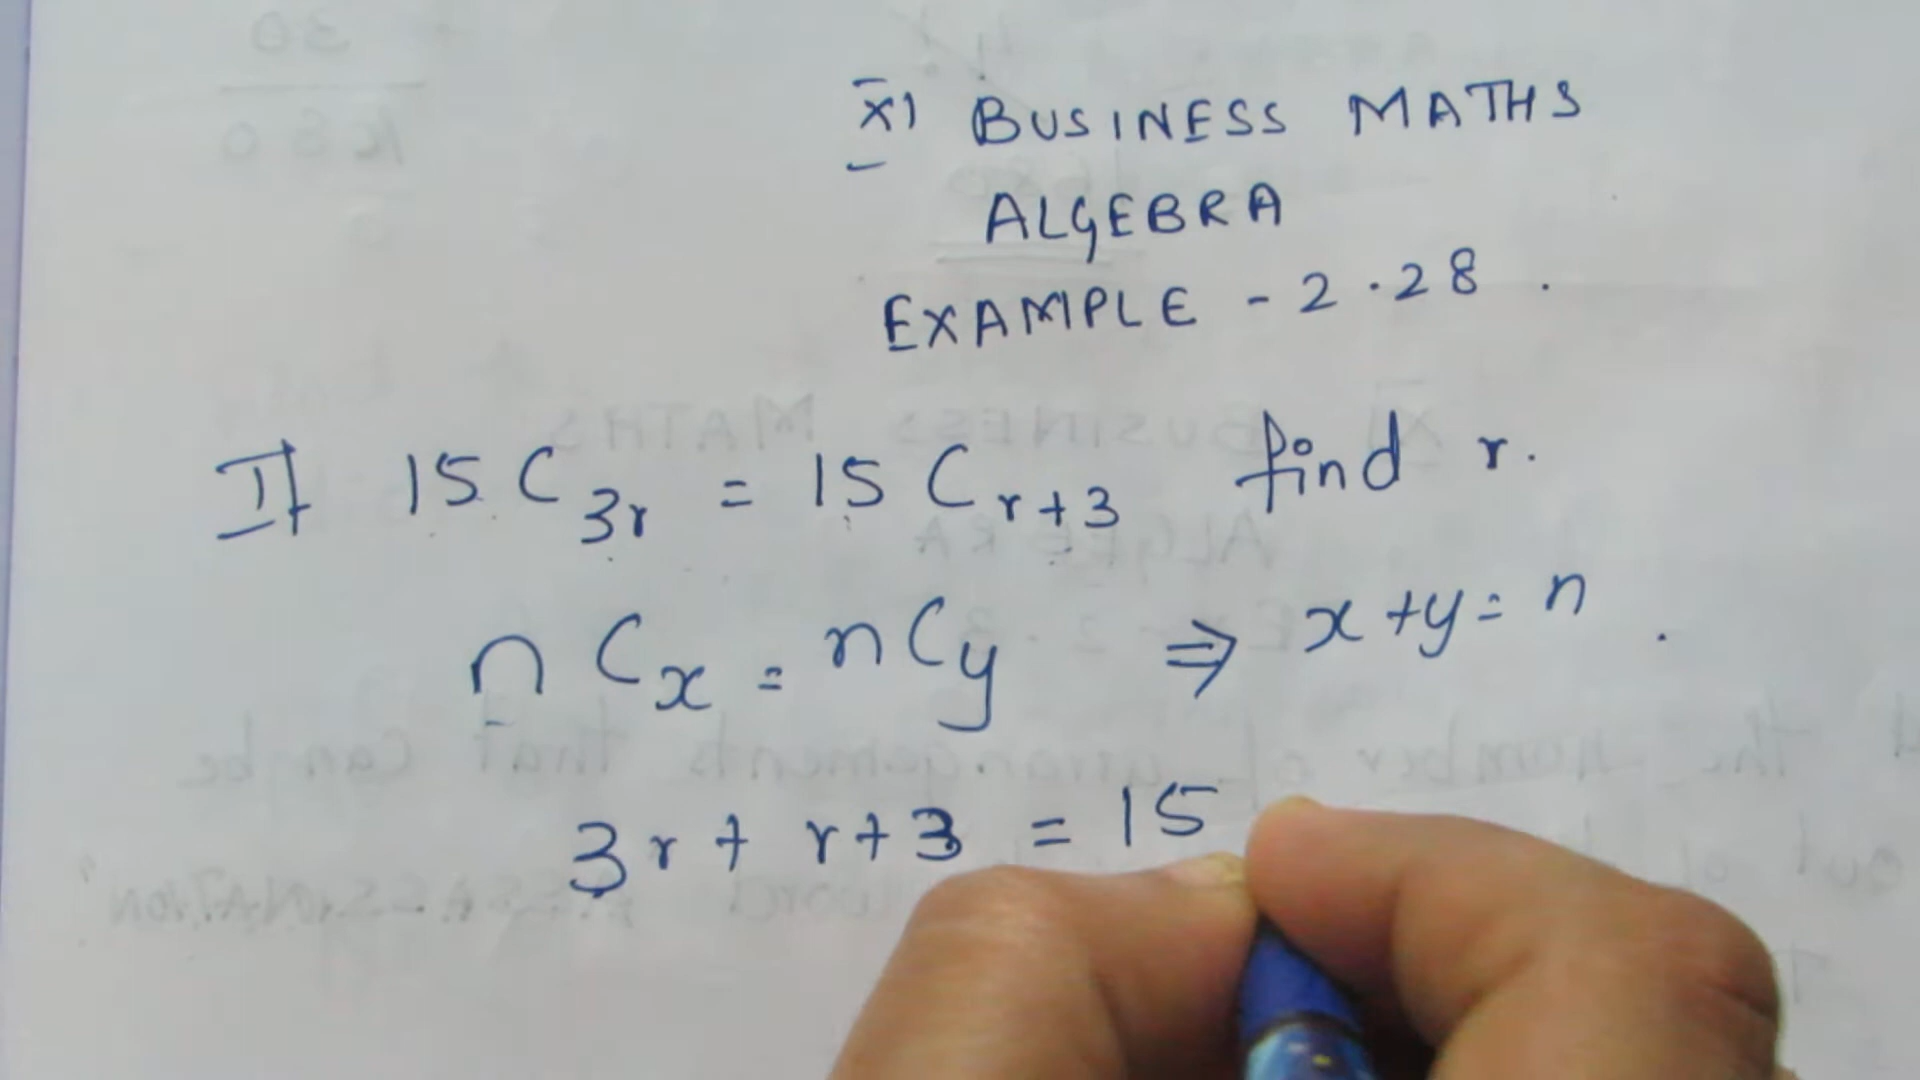 XI BUSINESS MATHS
ALGEBRA
EXAMPLE - 2.28.
If 15C3r = 15Cr+3 find r.
nCx = nCy ⇒ x+y = n.
3r + r+3 = 15